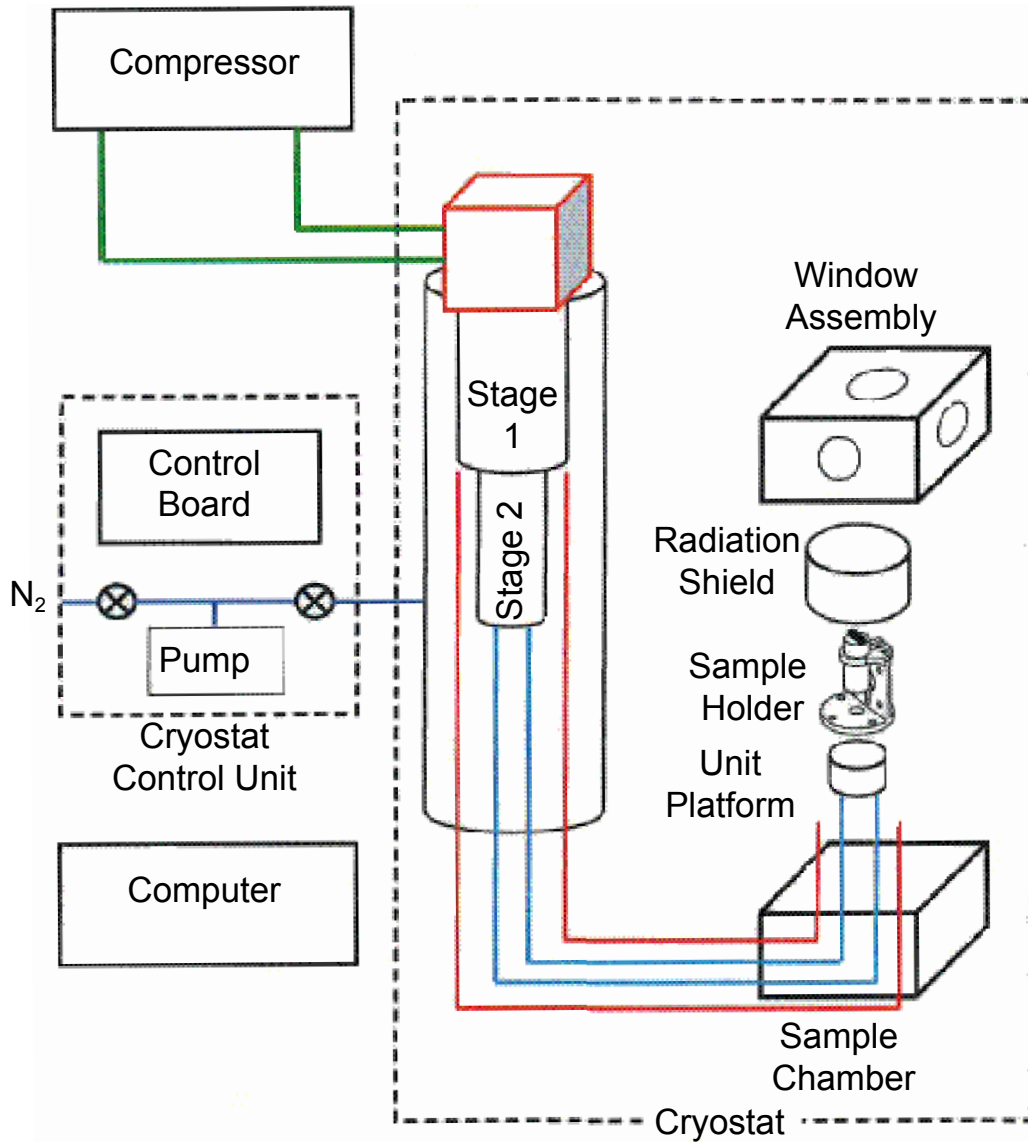 Compressor
Window
Assembly
Stage
1
Control
Board
Stage 2
Radiation
Shield
N₂
Pump
Sample
Holder
Cryostat
Control Unit
Unit
Platform
Computer
Sample
Chamber
Cryostat